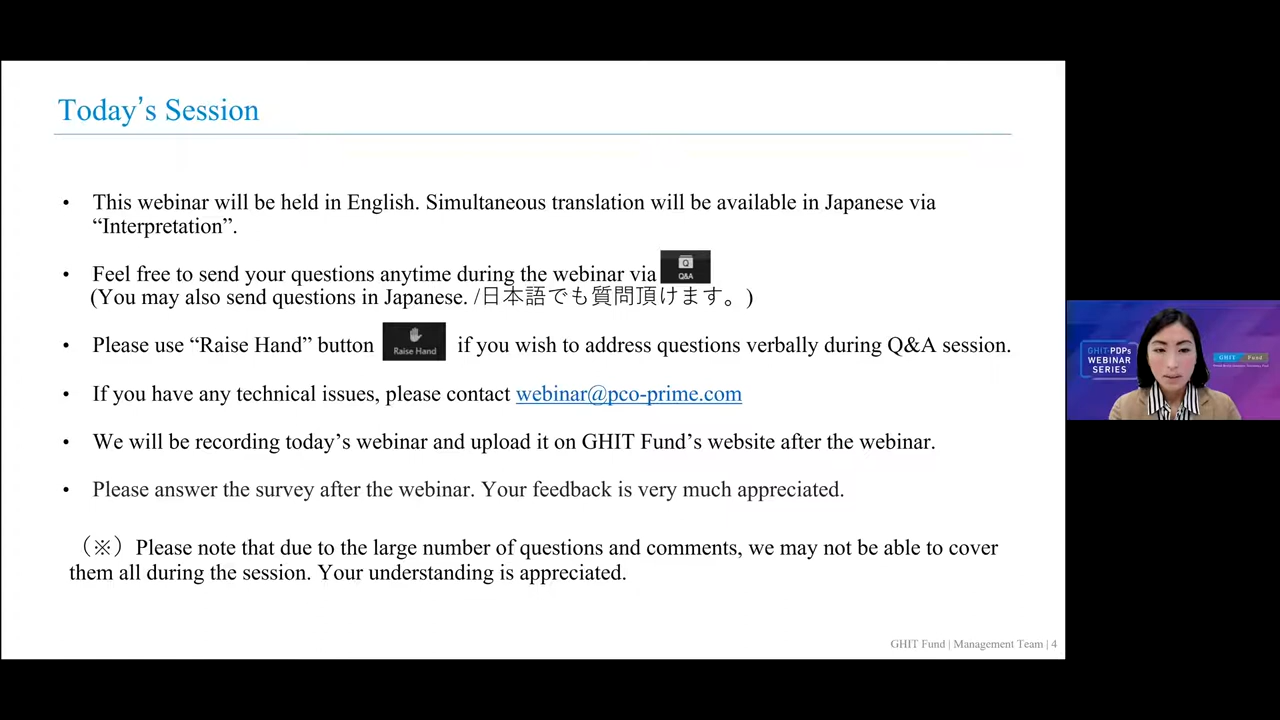 Today’s Session
• This webinar will be held in English. Simultaneous translation will be available in Japanese via
“Interpretation”.
• Feel free to send your questions anytime during the webinar via
Q&A
(You may also send questions in Japanese. /日本語でも質問頂けます。)
• Please use “Raise Hand” button
Raise Hand
if you wish to address questions verbally during Q&A session.
• If you have any technical issues, please contact webinar@pco-prime.com
• We will be recording today’s webinar and upload it on GHIT Fund’s website after the webinar.
• Please answer the survey after the webinar. Your feedback is very much appreciated.
（※）Please note that due to the large number of questions and comments, we may not be able to cover
them all during the session. Your understanding is appreciated.
GHIT Fund | Management Team | 4
GHIT PDPs
WEBINAR
SERIES
GHIT Fund